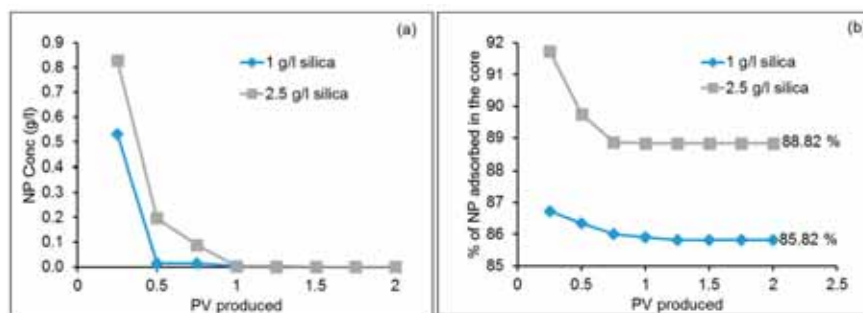 (a)
NP Conc (g/l)
0.9
0.8
0.7
0.6
0.5
0.4
0.3
0.2
0.1
0.0
1 g/l silica
2.5 g/l silica
0 0.5 1 1.5 2
PV produced
(b)
% of NP adsorbed in the core
92
91
90
89
88
87
86
85
1 g/l silica
2.5 g/l silica
88.82 %
85.82 %
0 0.5 1 1.5 2 2.5
PV produced